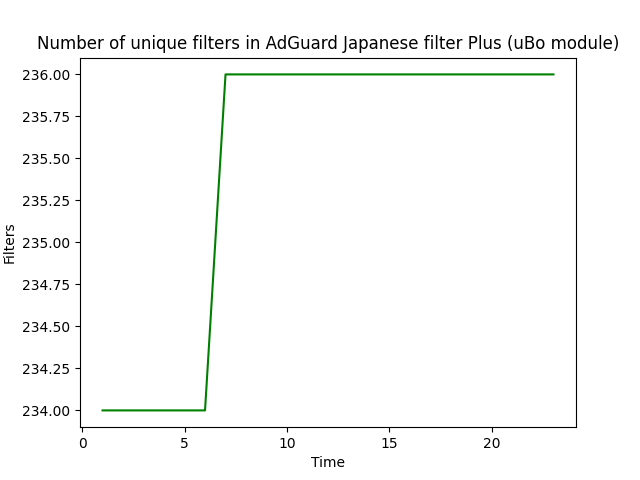 Number of unique filters in AdGuard Japanese filter Plus (uBo module)
236.00
235.75
235.50
235.25
235.00
234.75
234.50
234.25
234.00
Filters
0 5 10 15 20
Time